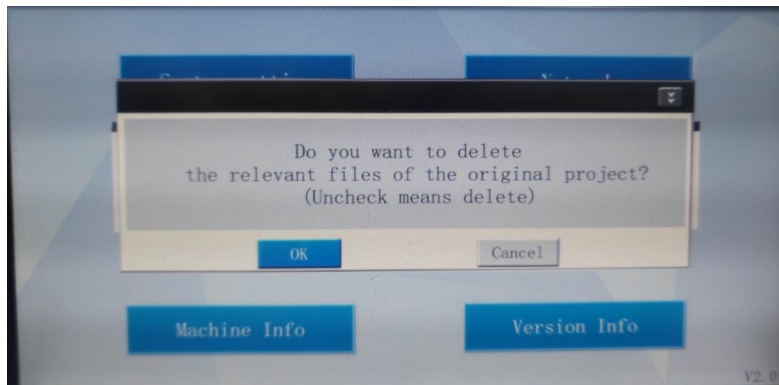 Do you want to delete
the relevant files of the original project?
(Uncheck means delete)
OK
Cancel
Machine Info
Version Info